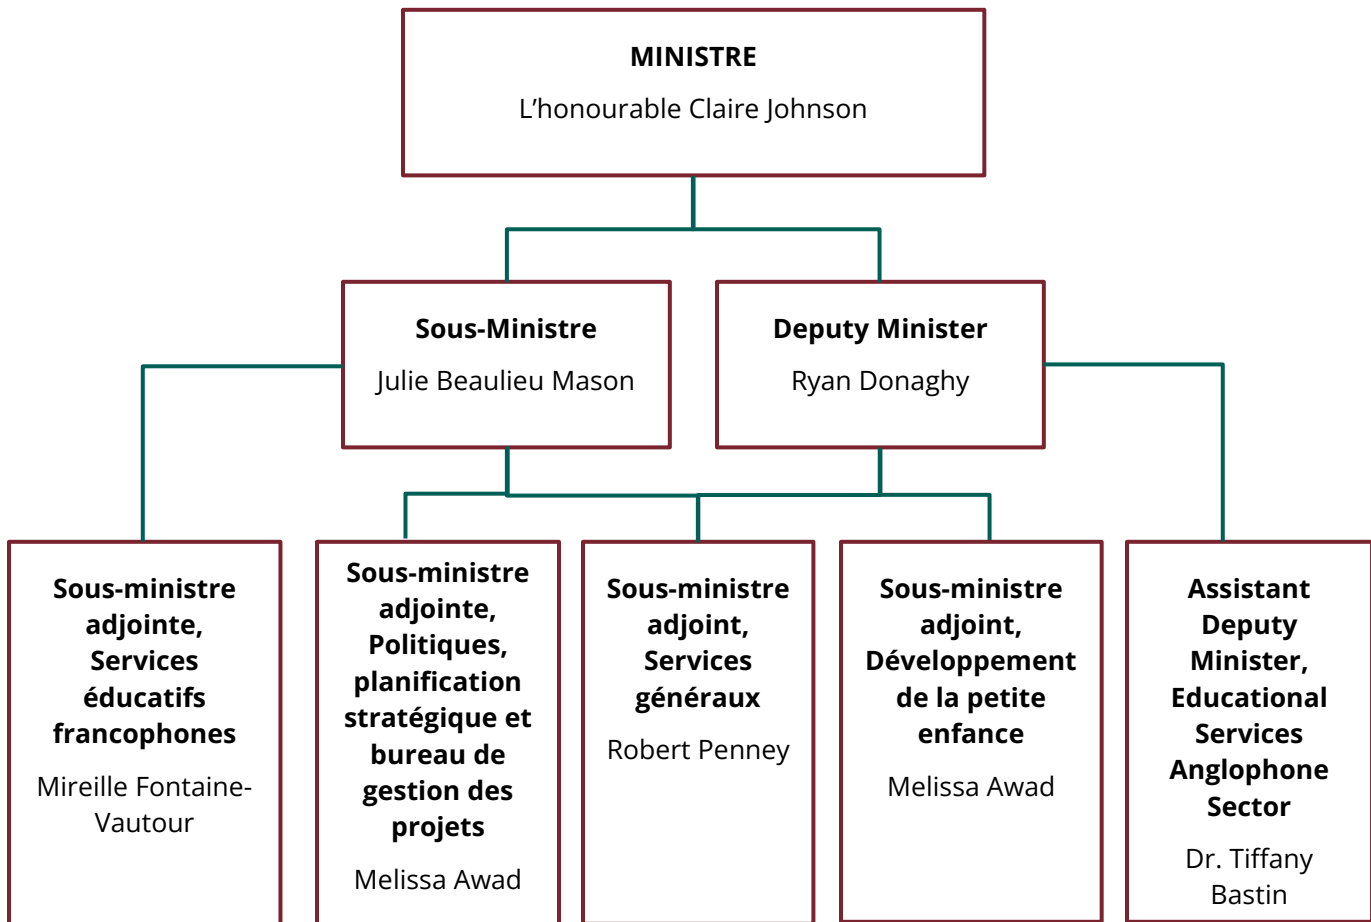 MINISTRE
L’honourable Claire Johnson
Sous-Ministre
Julie Beaulieu Mason
Deputy Minister
Ryan Donaghy
Sous-ministre
adjointe,
Services
éducatifs
francophones
Mireille Fontaine-
Vautour
Sous-ministre
adjointe,
Politiques,
planification
stratégique et
bureau de
gestion des
projets
Melissa Awad
Sous-ministre
adjoint,
Services
généraux
Robert Penney
Sous-ministre
adjoint,
Développement
de la petite
enfance
Melissa Awad
Assistant
Deputy
Minister,
Educational
Services
Anglophone
Sector
Dr. Tiffany
Bastin